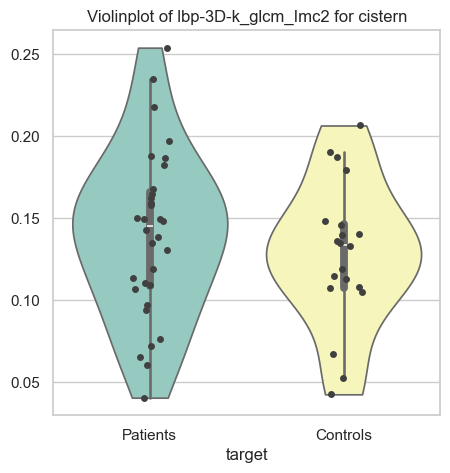 Violinplot of lbp-3D-k_glcm_Imc2 for cistern
0.25
0.20
0.15
0.10
0.05
Patients Controls
target